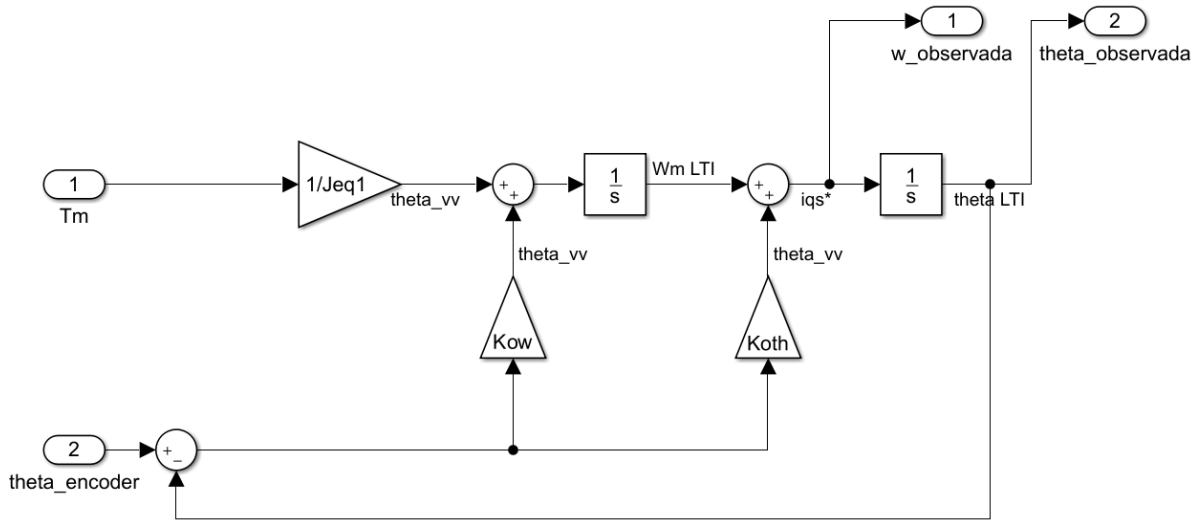 1
w_observada
2
theta_observada
1
Tm
1/Jeq1
theta_vv
+
+
1
s
Wm LTI
+
+
iqs*
1
s
theta LTI
theta_vv
theta_vv
Kow
Koth
2
theta_encoder
+
−